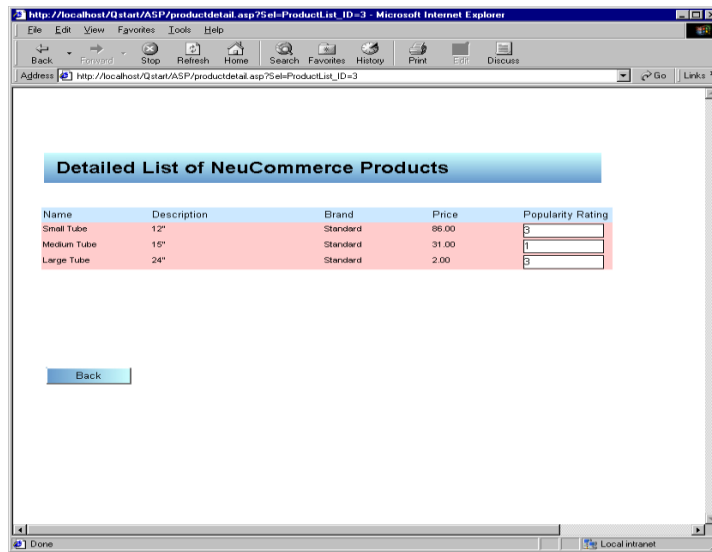 http://localhost/Qstart/ASP/productdetail.asp?Sel=ProductList_ID=3 - Microsoft Internet Explorer
File Edit View Favorites Tools Help
Back Forward Stop Refresh Home Search Favorites History Print Edit Discuss
Address http://localhost/Qstart/ASP/productdetail.asp?Sel=ProductList_ID=3 Go Links
Detailed List of NeuCommerce Products
Name Description Brand Price Popularity Rating
Small Tube 12" Standard 86.00 3
Medium Tube 15" Standard 31.00 1
Large Tube 24" Standard 2.00 3
Back
Done Local intranet